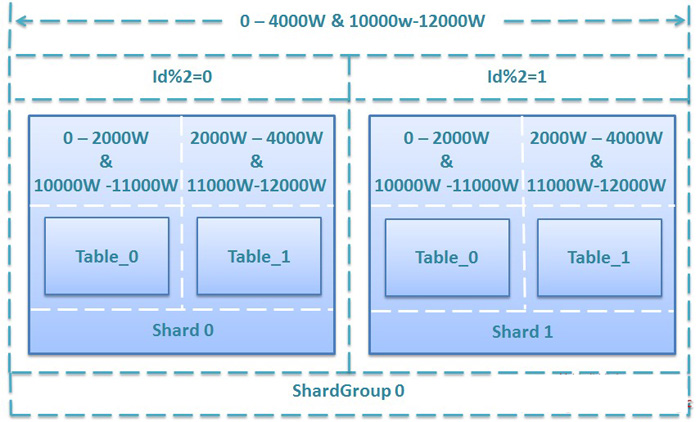 0 – 4000W & 10000w-12000W
Id%2=0
Id%2=1
0 – 2000W
&
10000W -11000W
2000W – 4000W
&
11000W-12000W
0 – 2000W
&
10000W -11000W
2000W – 4000W
&
11000W-12000W
Table_0
Table_1
Table_0
Table_1
Shard 0
Shard 1
ShardGroup 0